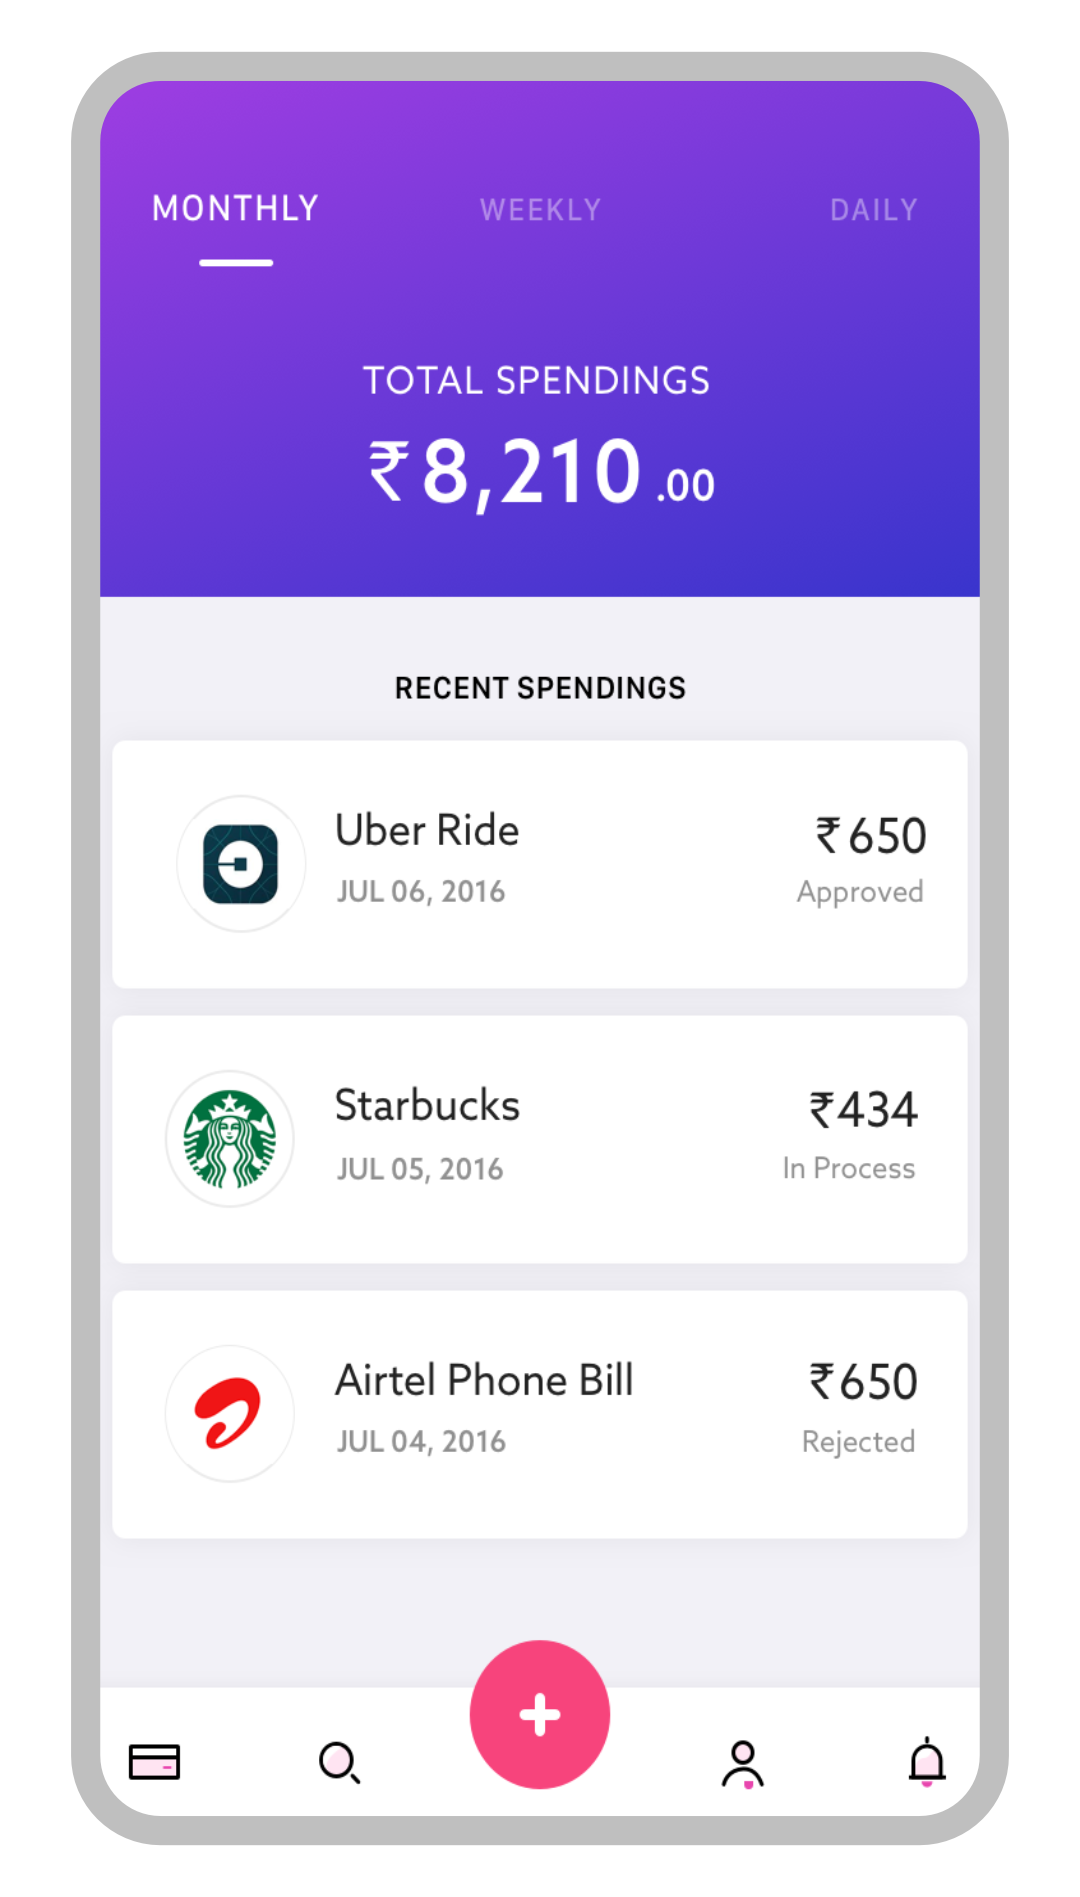 MONTHLY WEEKLY DAILY
TOTAL SPENDINGS
₹8,210.00
RECENT SPENDINGS
Uber Ride ₹650
JUL 06, 2016 Approved
Starbucks ₹434
JUL 05, 2016 In Process
Airtel Phone Bill ₹650
JUL 04, 2016 Rejected